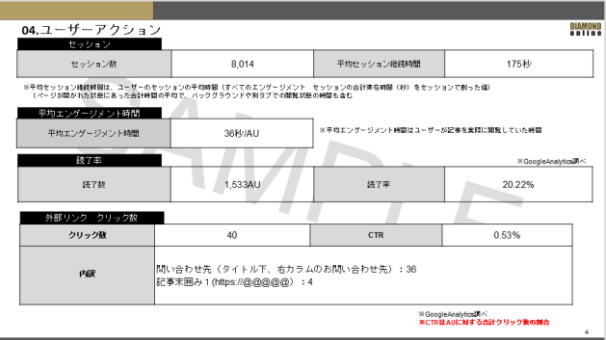 04.ユーザーアクション
DIAMOND
online
セッション
セッション数 8,014 平均セッション継続時間 175秒/
※平均セッション継続時間は、ユーザーのセッションの平均時間（すべてのエンゲージメント セッションの合計滞在時間（秒）をセッションで割った値）
（ページが開かれた状態にあった合計時間の平均で、バックグラウンドや別タブでの閲覧状態の時間も含む
平均エンゲージメント時間
平均エンゲージメント時間 36秒/AU ※平均エンゲージメント時間はユーザーが記事を実際に閲覧していた時間
読了率
※GoogleAnalytics調べ
読了数 1,533AU 読了率 20.22%
外部リンク クリック数
クリック数 40 CTR 0.53%
内訳
問い合わせ先（タイトル下、右カラムのお問い合わせ先）：36
記事末囲み１(https://@@@@@）：4
※GoogleAnalytics調べ
※CTRはAUに対する合計クリック数の割合
4
SAMPLE